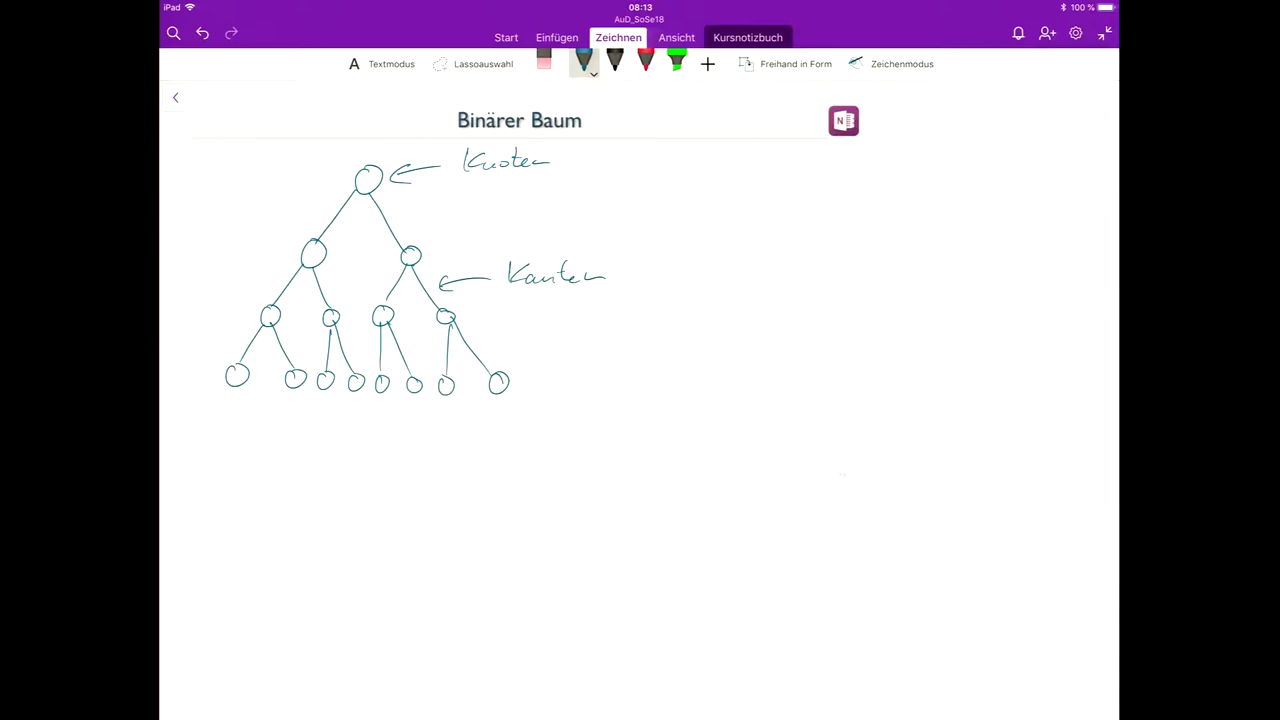 iPad
08:13
100 %
AuD_SoSe18
Start
Einfügen
Zeichnen
Ansicht
Kursnotizbuch
A
Textmodus
Lassoauswahl
Freihand in Form
Zeichenmodus
Binärer Baum
N
Knoten
Kanten